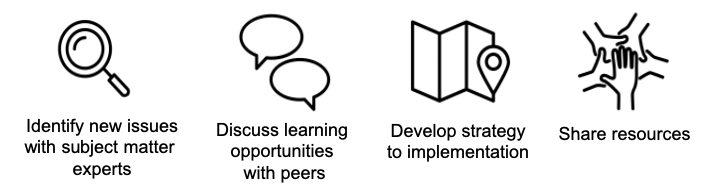 Identify new issues
with subject matter
experts
Discuss learning
opportunities
with peers
Develop strategy
to implementation
Share resources